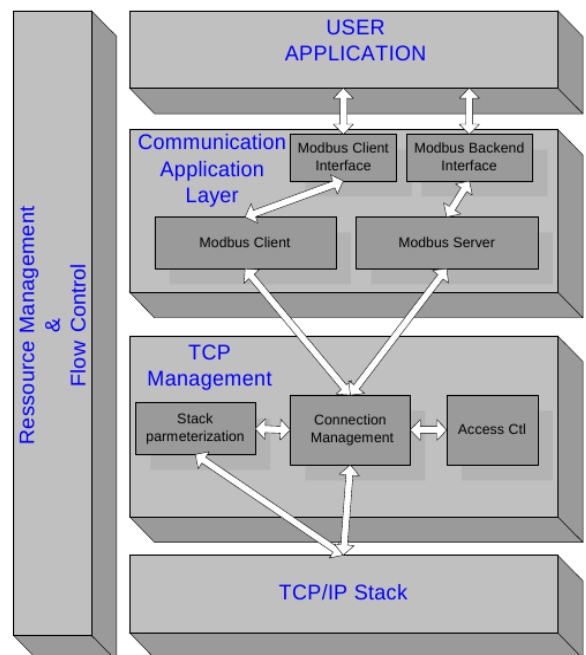 USER
APPLICATION
Communication
Application
Layer
Modbus Client
Interface
Modbus Backend
Interface
Modbus Client
Modbus Server
Ressource Management
&
Flow Control
TCP
Management
Stack
parmeterization
Connection
Management
Access Ctl
TCP/IP Stack